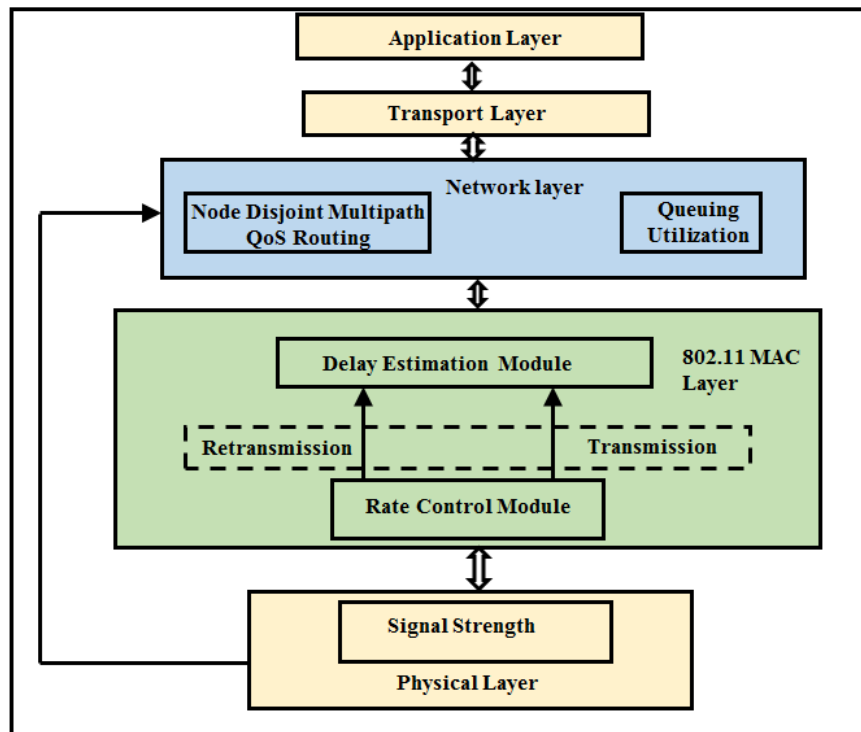 Application Layer
Transport Layer
Network layer
Node Disjoint Multipath
QoS Routing
Queuing
Utilization
802.11 MAC
Layer
Delay Estimation Module
Retransmission
Transmission
Rate Control Module
Signal Strength
Physical Layer